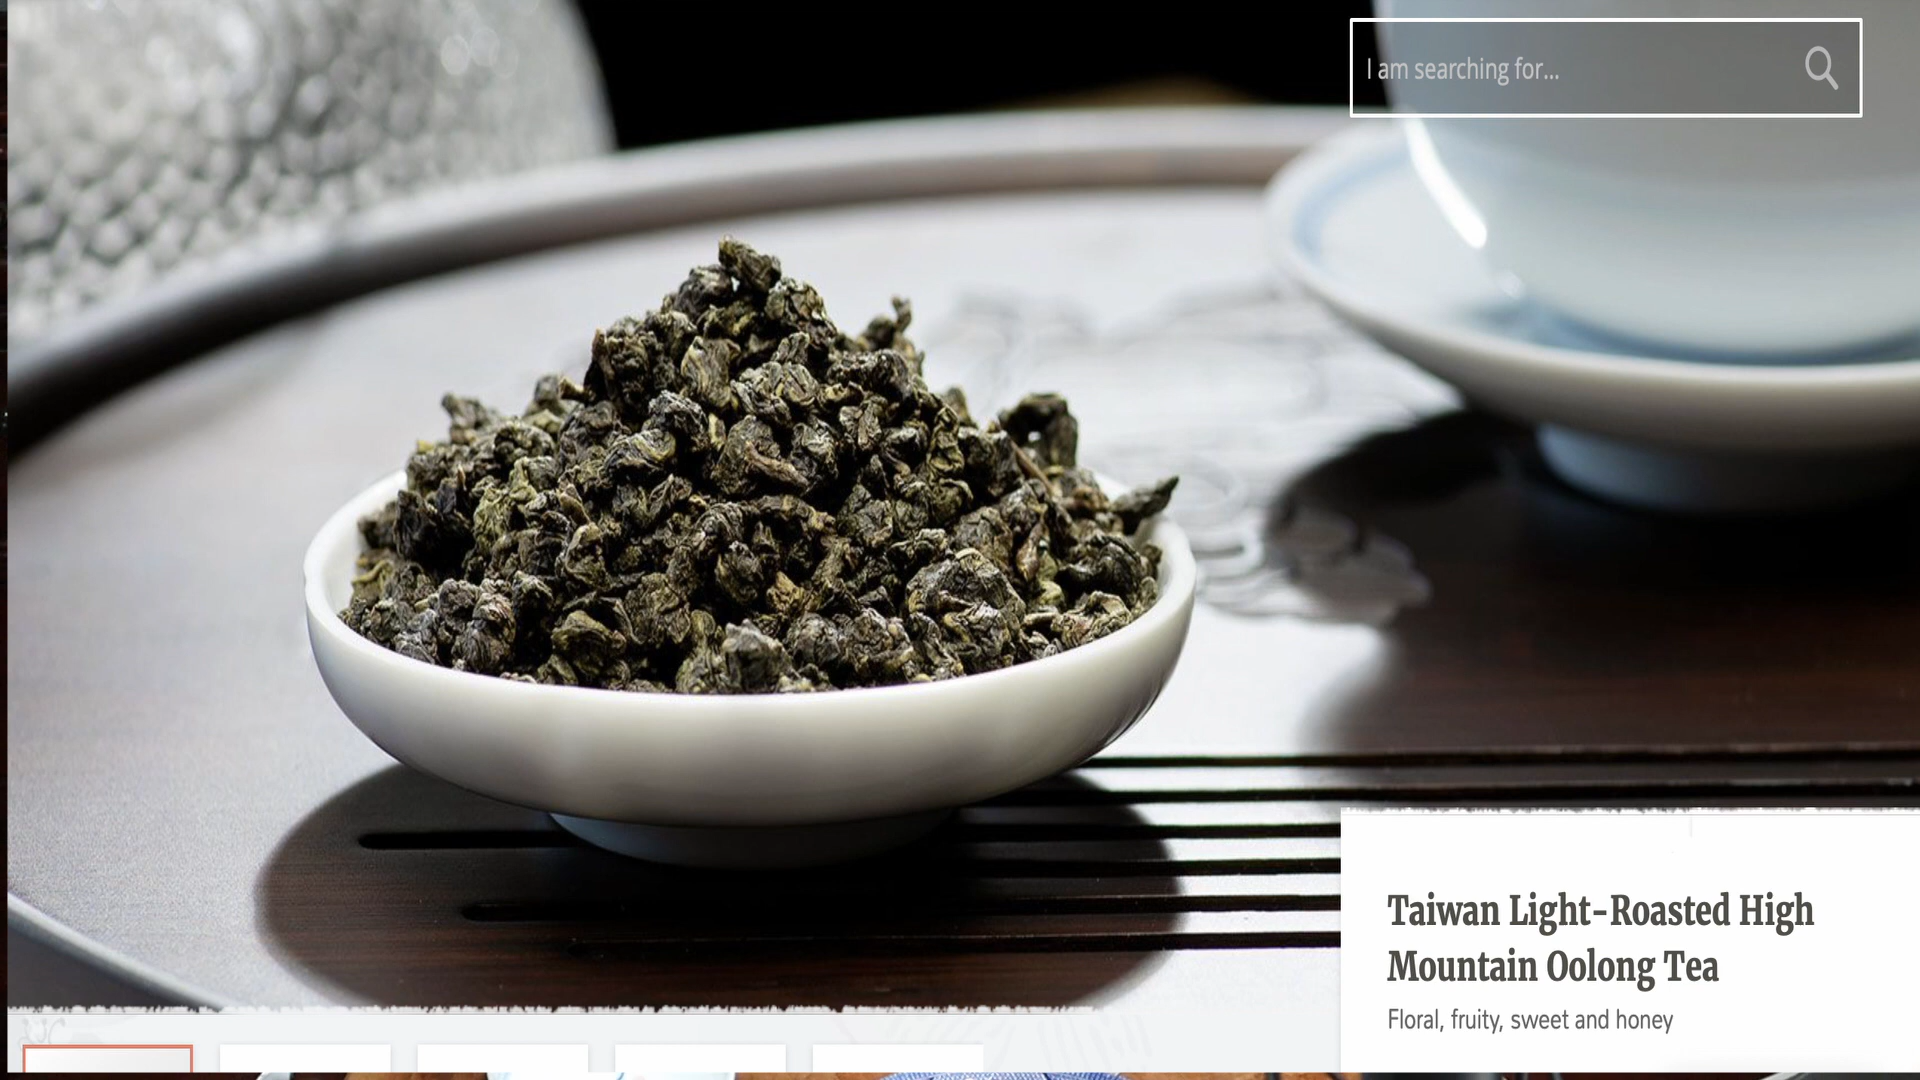 I am searching for...
Taiwan Light-Roasted High
Mountain Oolong Tea
Floral, fruity, sweet and honey